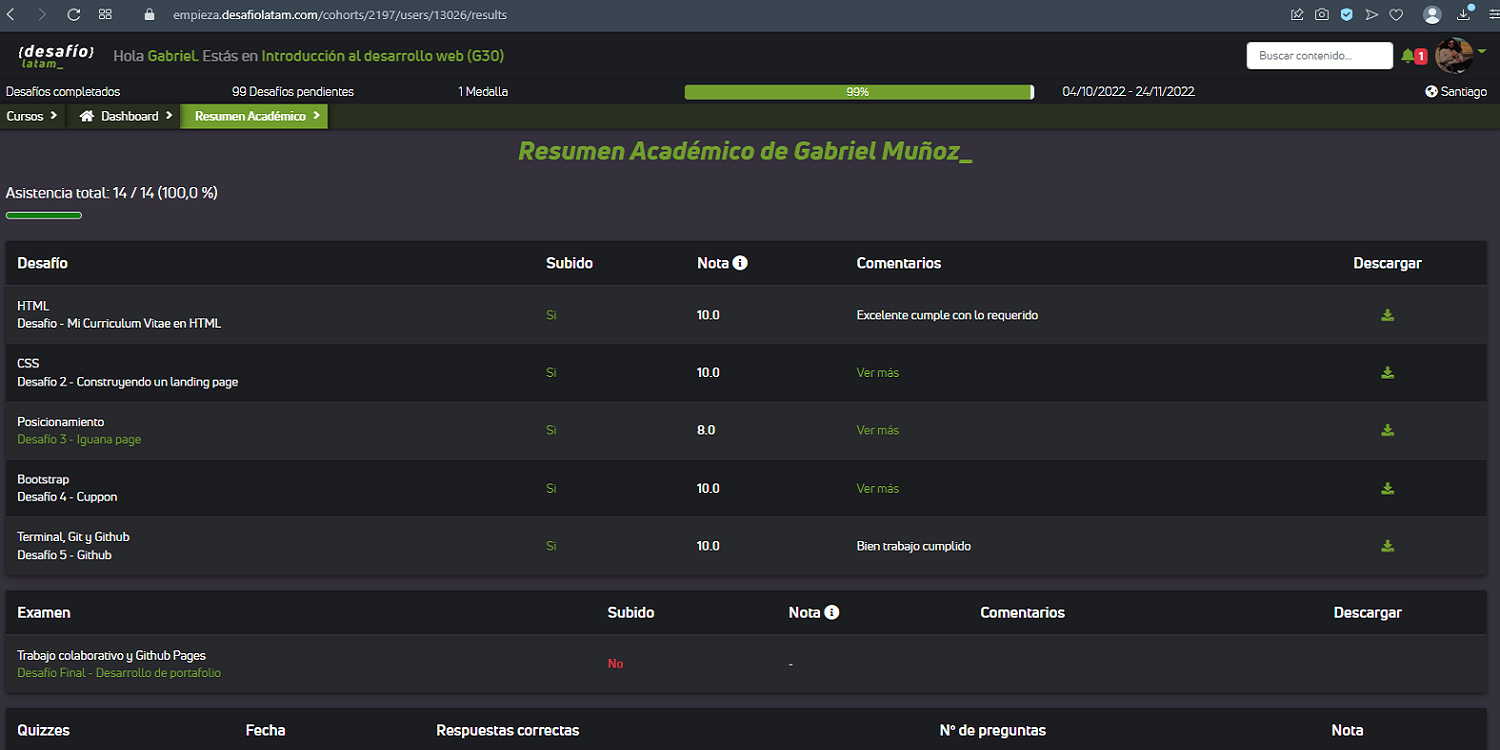 empieza.desafiolatam.com/cohorts/2197/users/13026/results
{desafío} latam_
Hola Gabriel. Estás en Introducción al desarrollo web (G30)
Buscar contenido...
1
Desafíos completados 99 Desafíos pendientes 1 Medalla 99% 04/10/2022 - 24/11/2022 Santiago
Cursos Dashboard Resumen Académico
Resumen Académico de Gabriel Muñoz_
Asistencia total: 14 / 14 (100,0 %)
Desafío Subido Nota Comentarios Descargar
HTML
Desafio - Mi Curriculum Vitae en HTML Si 10.0 Excelente cumple con lo requerido
CSS
Desafío 2 - Construyendo un landing page Si 10.0 Ver más
Posicionamiento
Desafío 3 - Iguana page Si 8.0 Ver más
Bootstrap
Desafío 4 - Cuppon Si 10.0 Ver más
Terminal, Git y Github
Desafío 5 - Github Si 10.0 Bien trabajo cumplido
Examen Subido Nota Comentarios Descargar
Trabajo colaborativo y Github Pages
Desafío Final - Desarrollo de portafolio No -
Quizzes Fecha Respuestas correctas Nº de preguntas Nota